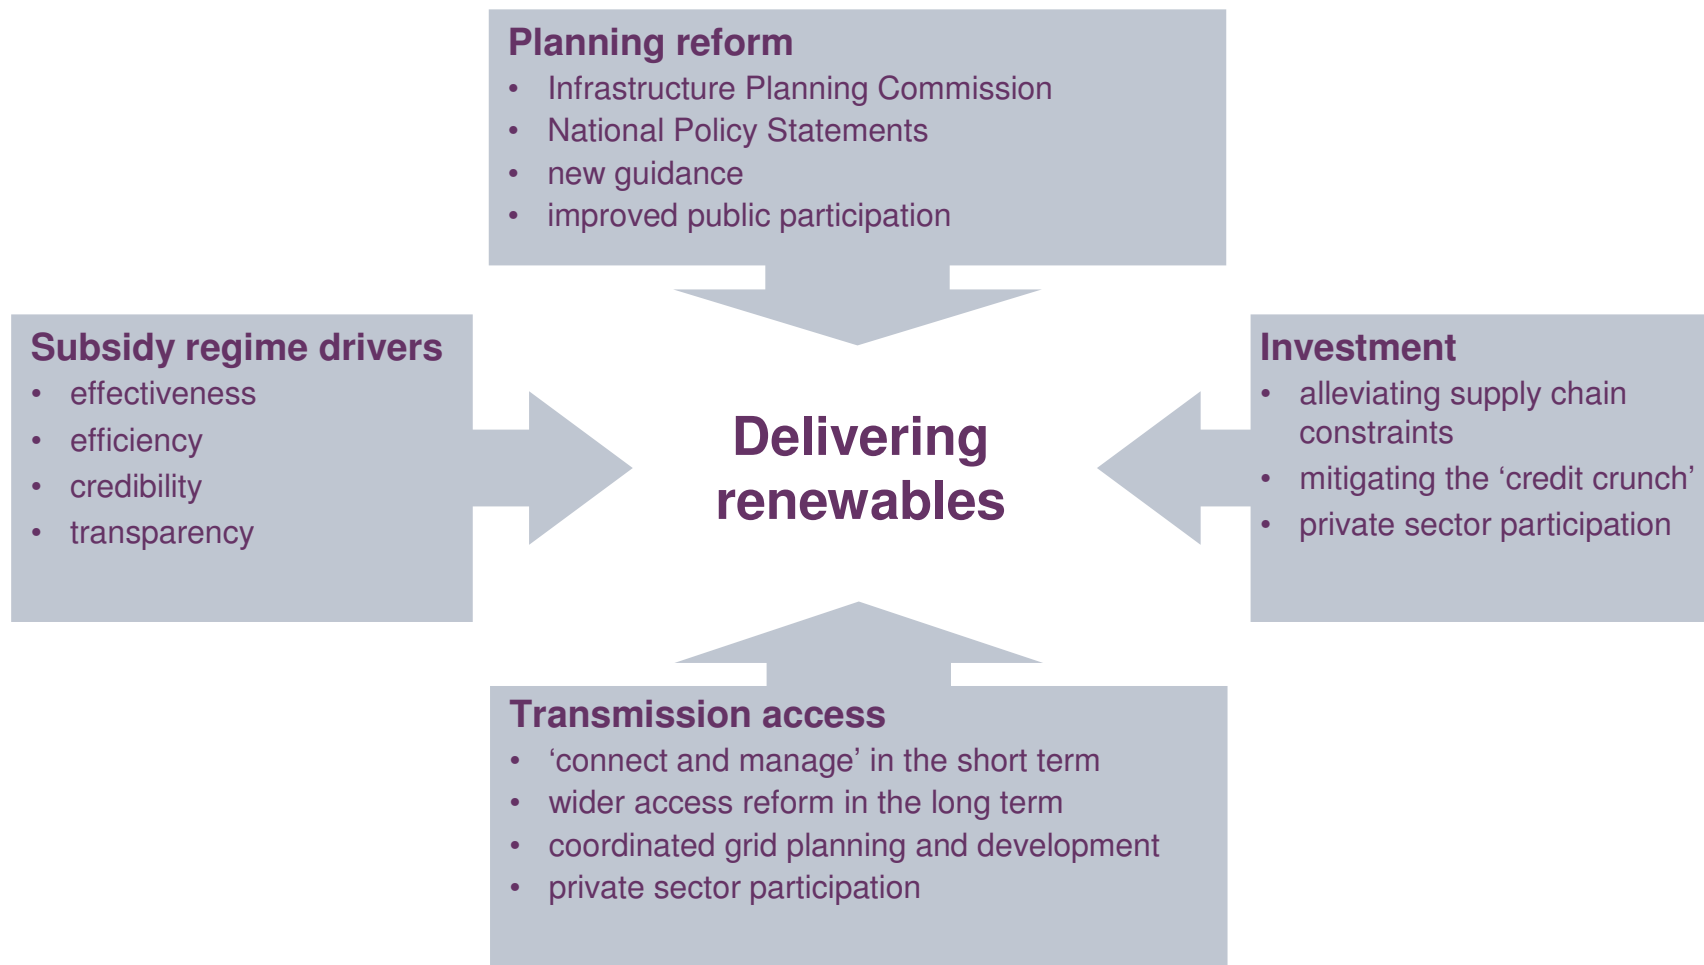 Planning reform
• Infrastructure Planning Commission
• National Policy Statements
• new guidance
• improved public participation
Subsidy regime drivers
• effectiveness
• efficiency
• credibility
• transparency
Delivering
renewables
Investment
• alleviating supply chain
constraints
• mitigating the ‘credit crunch’
• private sector participation
Transmission access
• ‘connect and manage’ in the short term
• wider access reform in the long term
• coordinated grid planning and development
• private sector participation